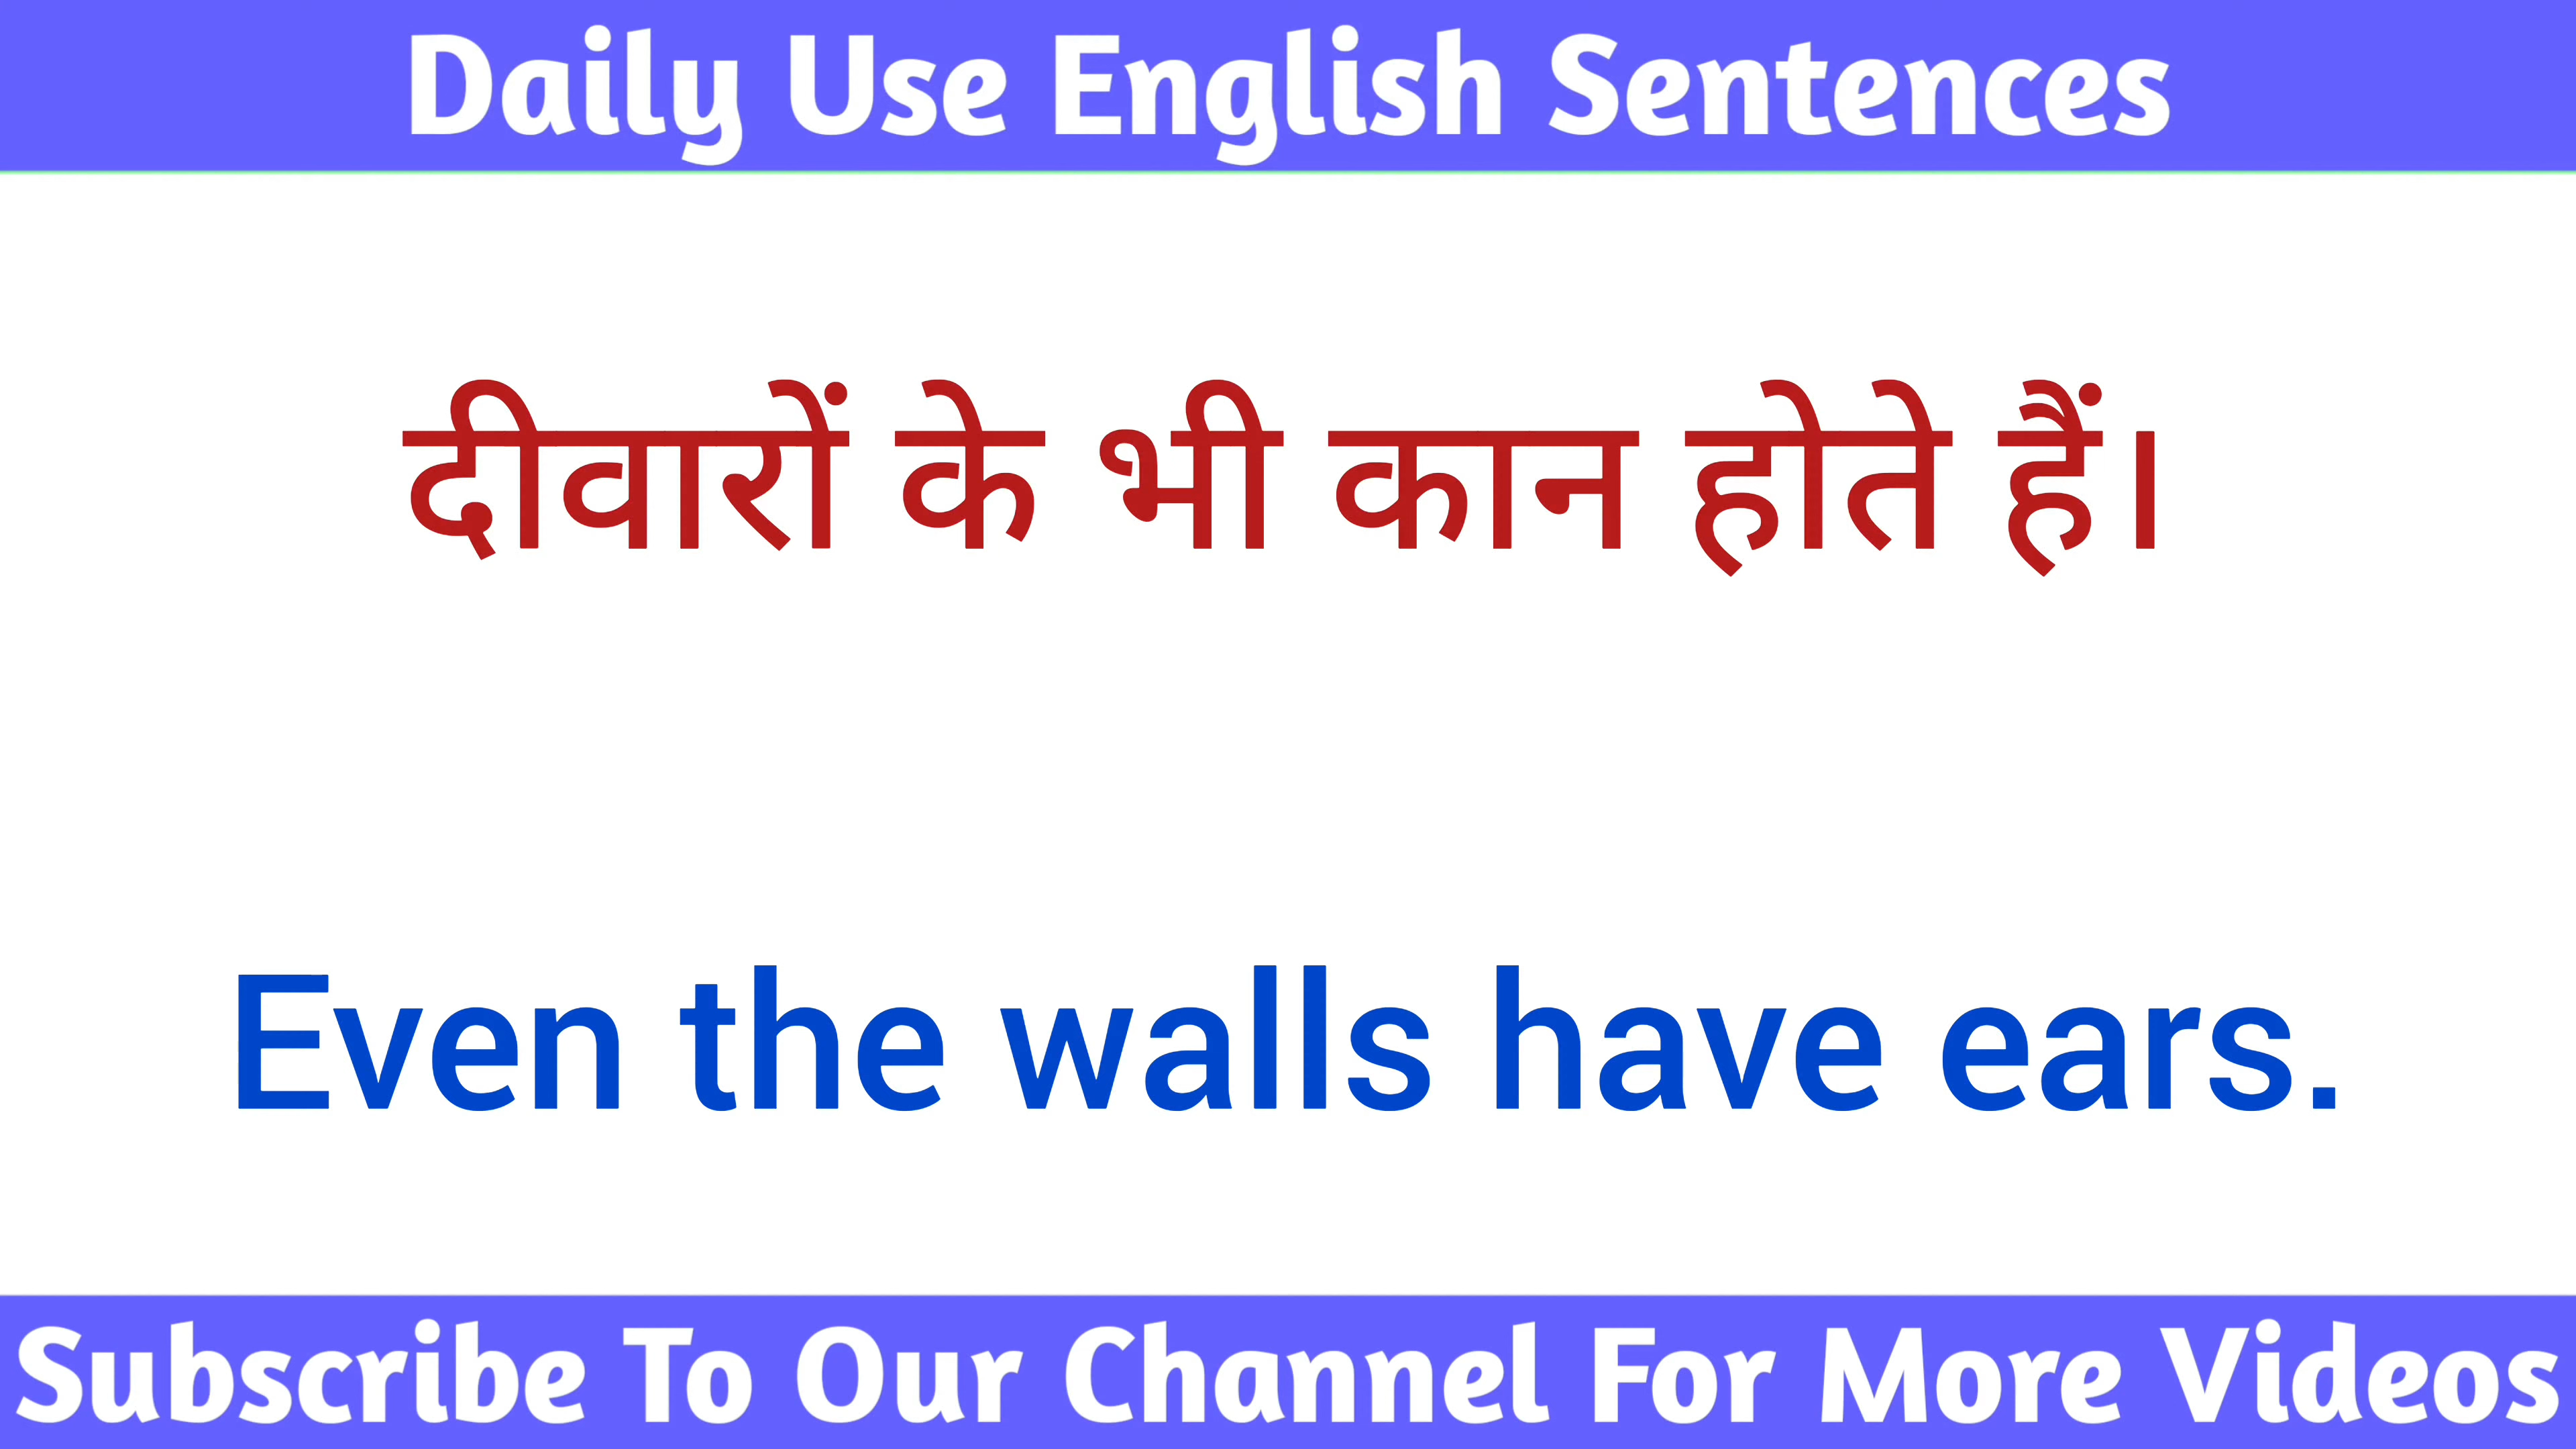 Daily Use English Sentences
दीवारों के भी कान होते हैं।
Even the walls have ears.
Subscribe To Our Channel For More Videos